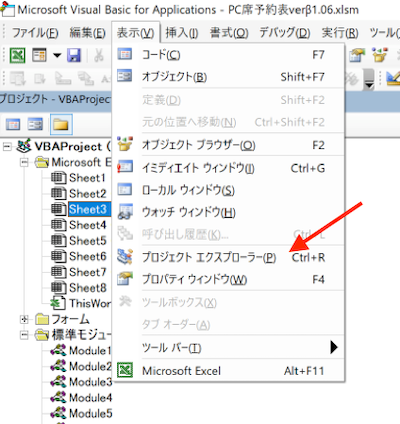 Microsoft Visual Basic for Applications - PC席予約表verβ1.06.xlsm
ファイル(F) 編集(E) 表示(V) 挿入(I) 書式(O) デバッグ(D) 実行(R) ツール(
コード(C) F7
オブジェクト(B) Shift+F7
定義(D) Shift+F2
元の位置へ移動(N) Ctrl+Shift+F2
オブジェクト ブラウザー(O) F2
イミディエイト ウィンドウ(I) Ctrl+G
ローカル ウィンドウ(S)
ウォッチ ウィンドウ(H)
呼び出し履歴(K)...
プロジェクト エクスプローラー(P) Ctrl+R
プロパティ ウィンドウ(W) F4
ツールボックス(X)
タブ オーダー(A)
ツール バー(T)
Microsoft Excel Alt+F11
プロジェクト - VBAProject
VBAProject (
Microsoft E
Sheet1
Sheet2
Sheet3
Sheet4
Sheet5
Sheet6
Sheet7
Sheet8
ThisWor
フォーム
標準モジュー
Module1
Module2
Module3
Module4
Module5